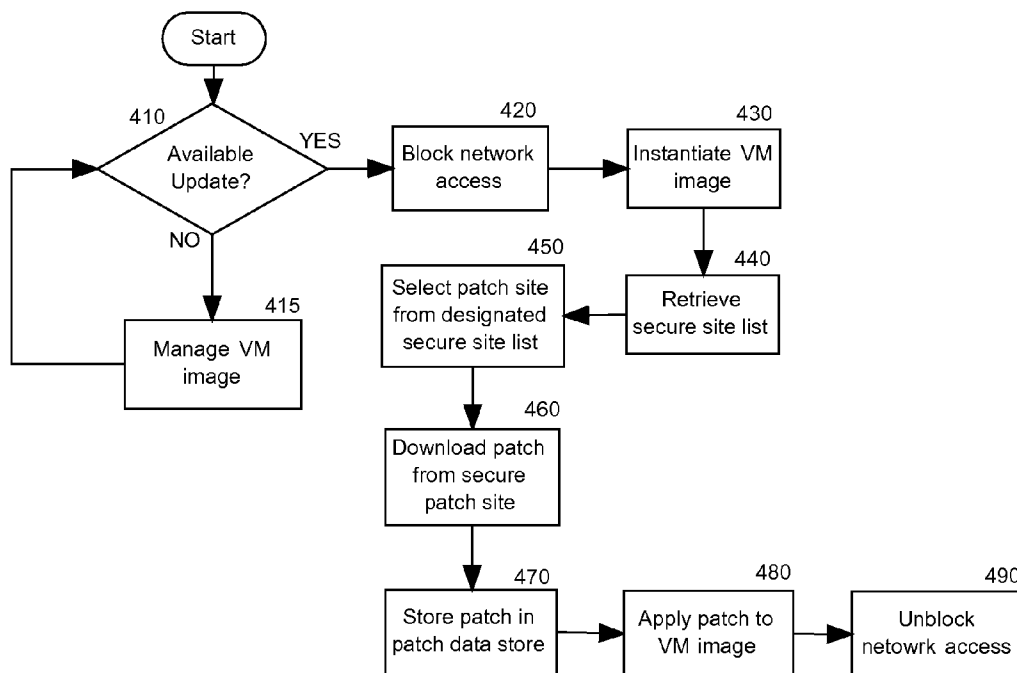 Start
410
Available
Update?
YES
NO
415
Manage VM
image
420
Block network
access
430
Instantiate VM
image
440
Retrieve
secure site list
450
Select patch site
from designated
secure site list
460
Download patch
from secure
patch site
470
Store patch in
patch data store
480
Apply patch to
VM image
490
Unblock
netowrk access